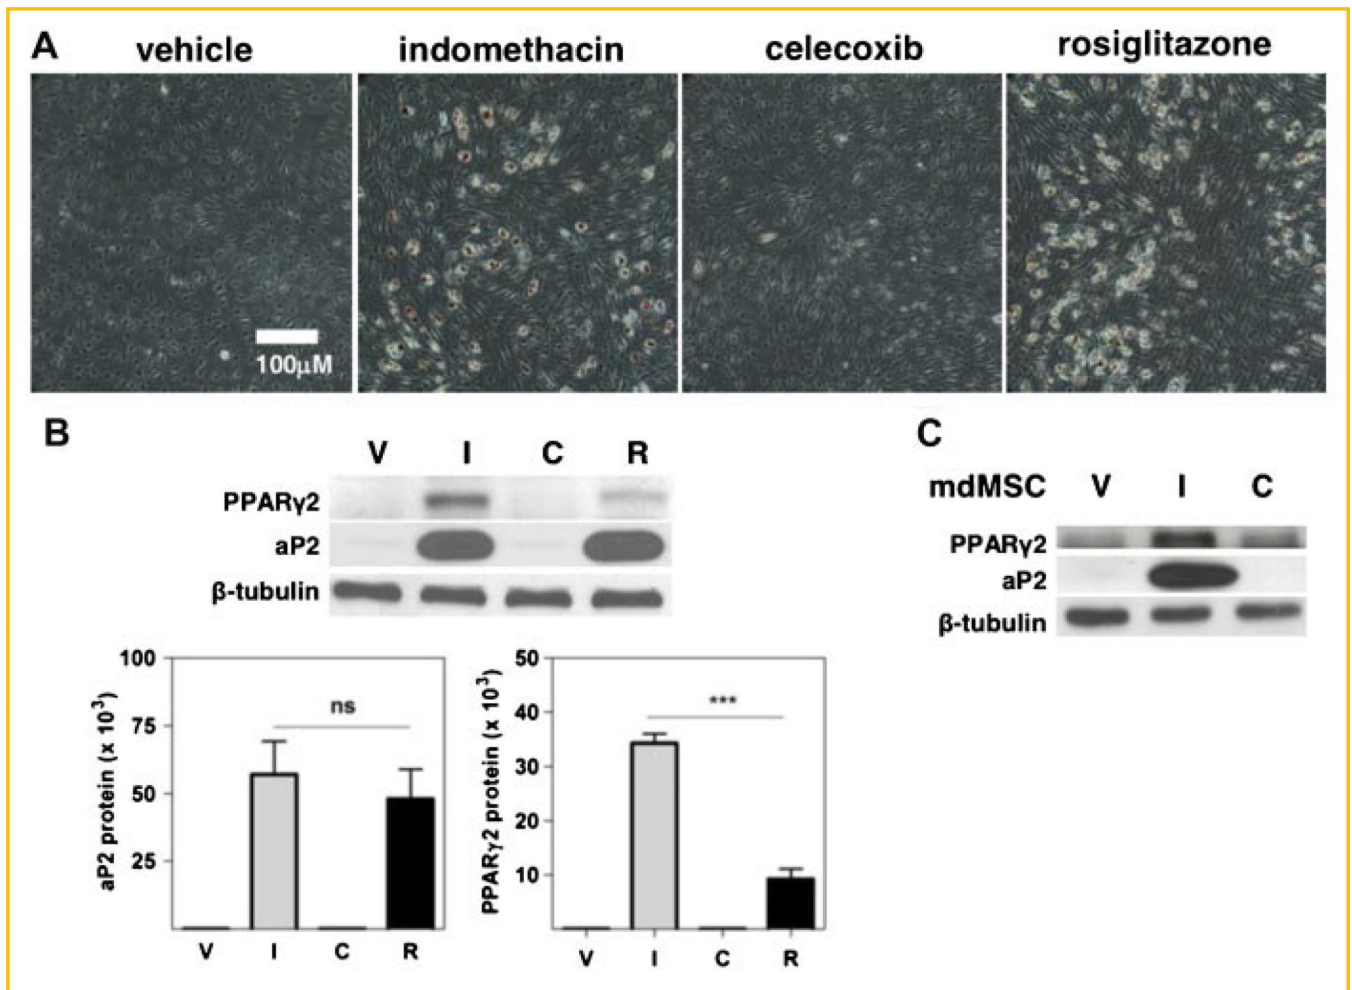 A
vehicle
indomethacin
celecoxib
rosiglitazone
100μM
B
V I C R
PPARγ2
aP2
β-tubulin
C
mdMSC V I C
PPARγ2
aP2
β-tubulin
aP2 protein (x 10³)
100
75
50
25
ns
V I C R
PPARγ2 protein (x 10³)
50
40
30
20
10
***
V I C R